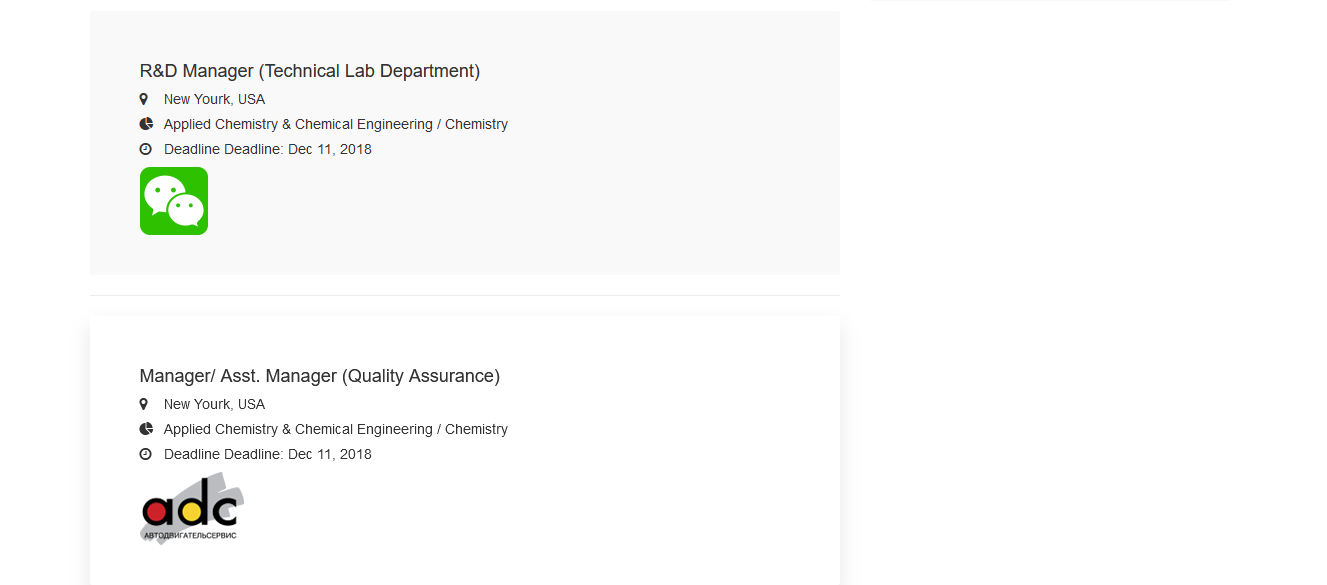 R&D Manager (Technical Lab Department)
New Yourk, USA
Applied Chemistry & Chemical Engineering / Chemistry
Deadline Deadline: Dec 11, 2018
Manager/ Asst. Manager (Quality Assurance)
New Yourk, USA
Applied Chemistry & Chemical Engineering / Chemistry
Deadline Deadline: Dec 11, 2018
adc
АВТОДВИГАТЕЛЬСЕРВИС